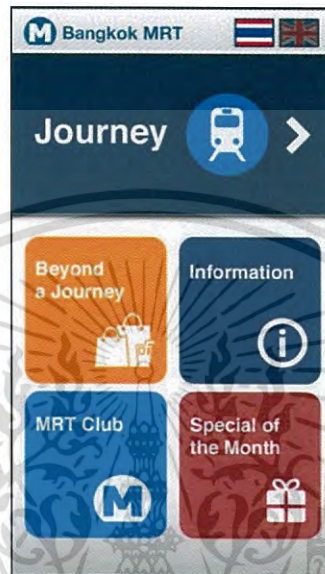 M Bangkok MRT
Journey
Beyond
a Journey
Information
i
MRT Club
M
Special of
the Month